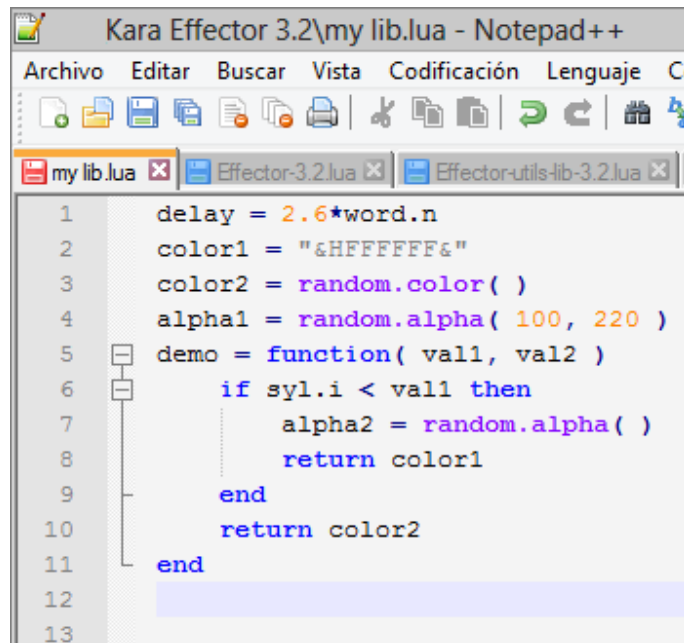 Kara Effector 3.2\my lib.lua - Notepad++
Archivo Editar Buscar Vista Codificación Lenguaje C
my lib.lua Effector-3.2.lua Effector-utils-lib-3.2.lua
1 delay = 2.6*word.n
2 color1 = "&HFFFFFF&"
3 color2 = random.color( )
4 alpha1 = random.alpha( 100, 220 )
5 demo = function( val1, val2 )
6 if syl.i < val1 then
7 alpha2 = random.alpha( )
8 return color1
9 end
10 return color2
11 end
12
13